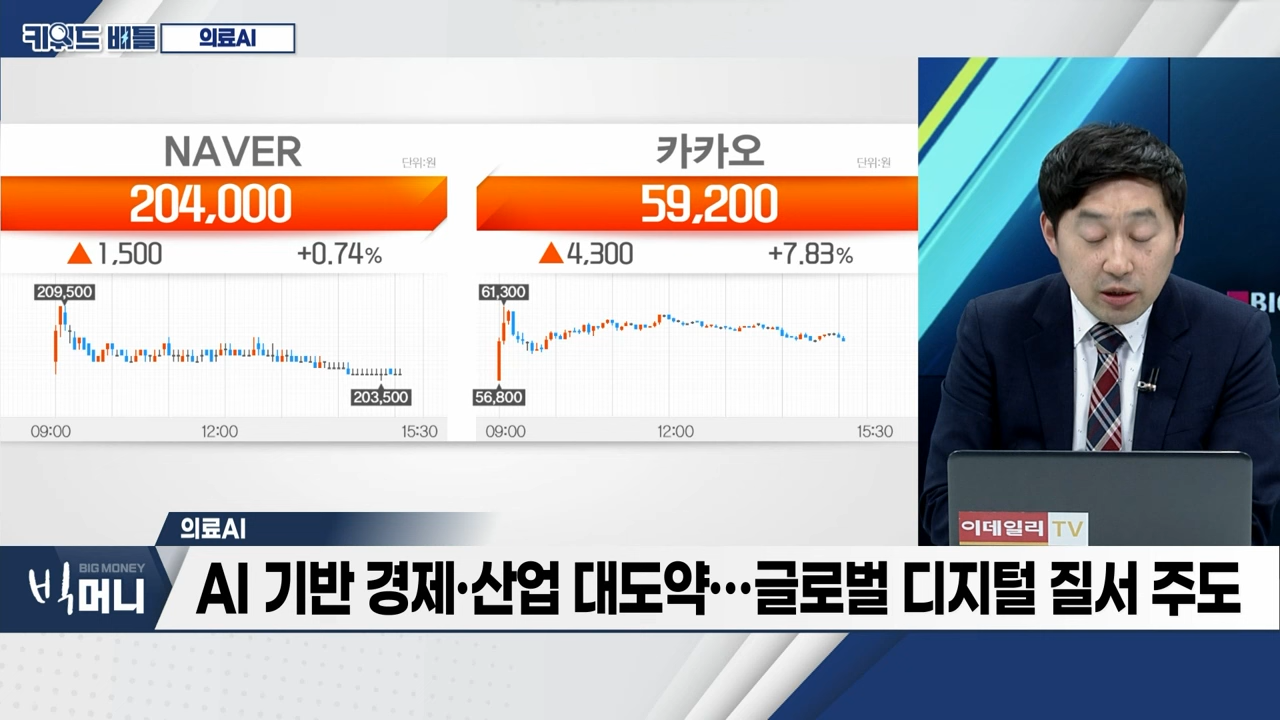 키워드 배틀
의료AI
NAVER
단위:원
204,000
▲ 1,500 +0.74%
209,500
203,500
09:00 12:00 15:30
카카오
단위:원
59,200
▲ 4,300 +7.83%
61,300
56,800
09:00 12:00 15:30
BIG
이데일리 TV
의료AI
BIG MONEY
빅머니
AI 기반 경제·산업 대도약…글로벌 디지털 질서 주도